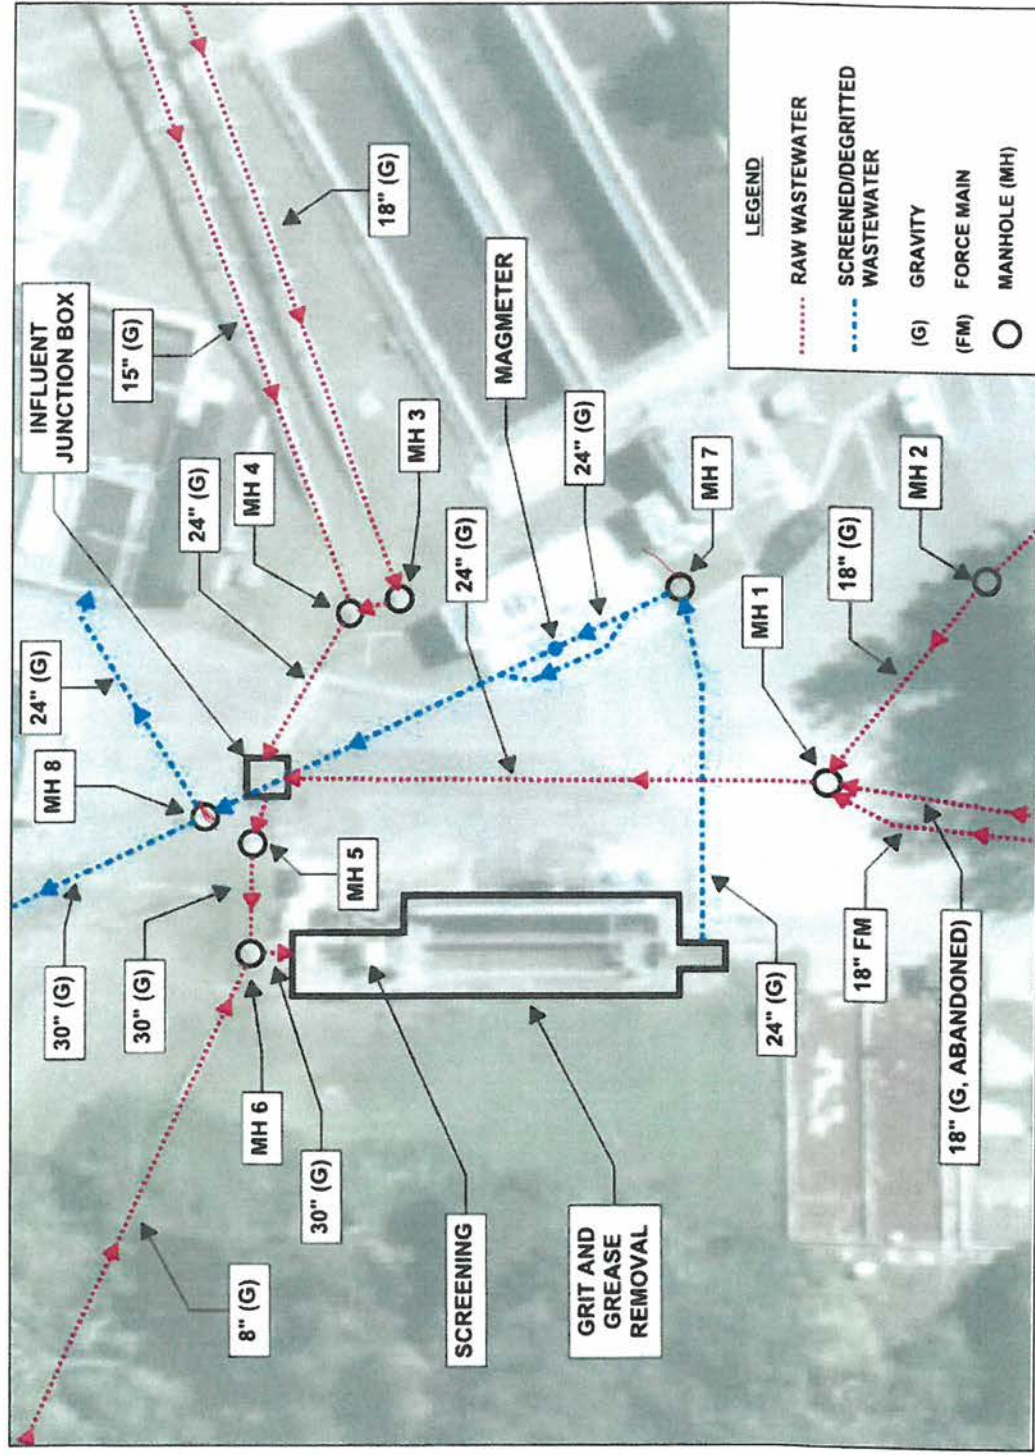 INFLUENT
JUNCTION BOX
15" (G)
18" (G)
24" (G)
MH 4
MH 3
24" (G)
MH 8
30" (G)
30" (G)
MH 5
MH 6
30" (G)
8" (G)
SCREENING
GRIT AND
GREASE
REMOVAL
24" (G)
MAGMETER
24" (G)
MH 7
MH 1
18" (G)
MH 2
24" (G)
18" FM
18" (G, ABANDONED)
LEGEND
RAW WASTEWATER
SCREENED/DEGRITTED
WASTEWATER
(G) GRAVITY
(FM) FORCE MAIN
MANHOLE (MH)